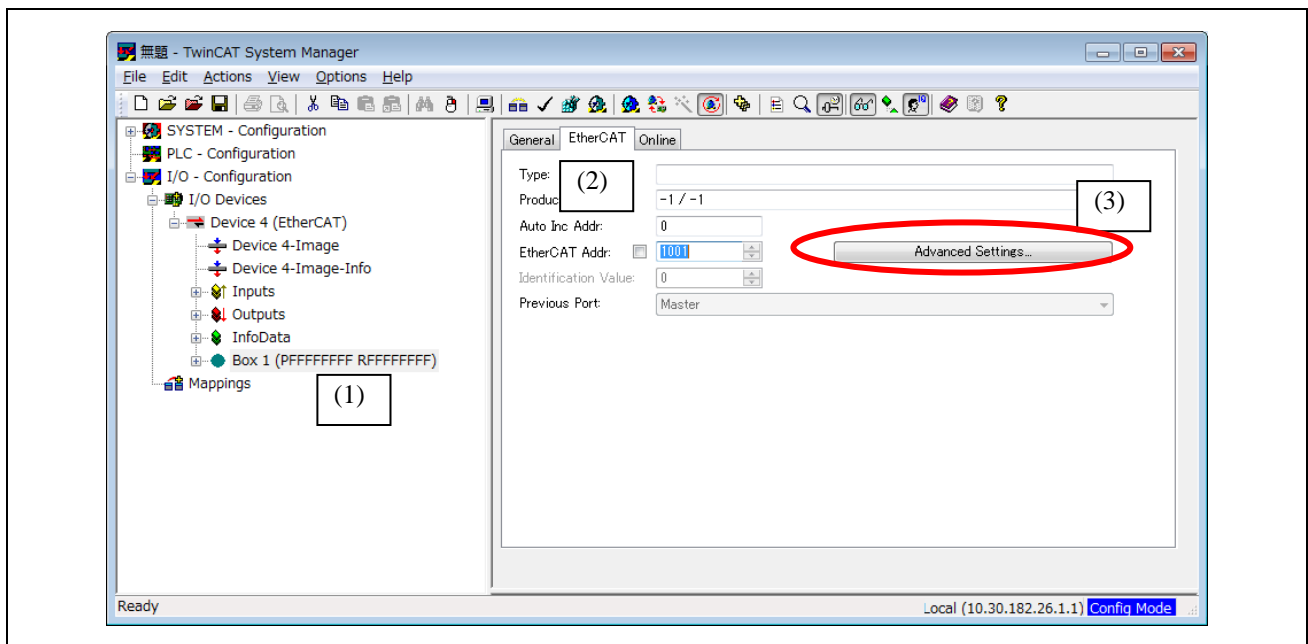 無題 - TwinCAT System Manager
File Edit Actions View Options Help
SYSTEM - Configuration
PLC - Configuration
I/O - Configuration
I/O Devices
Device 4 (EtherCAT)
Device 4-Image
Device 4-Image-Info
Inputs
Outputs
InfoData
Box 1 (PFFFFFFFF RFFFFFFFF)
Mappings
(1)
General EtherCAT Online
(2)
(3)
Type:
Produc -1 / -1
Auto Inc Addr: 0
EtherCAT Addr: 1001 Advanced Settings...
Identification Value: 0
Previous Port: Master
Ready Local (10.30.182.26.1.1) Config Mode